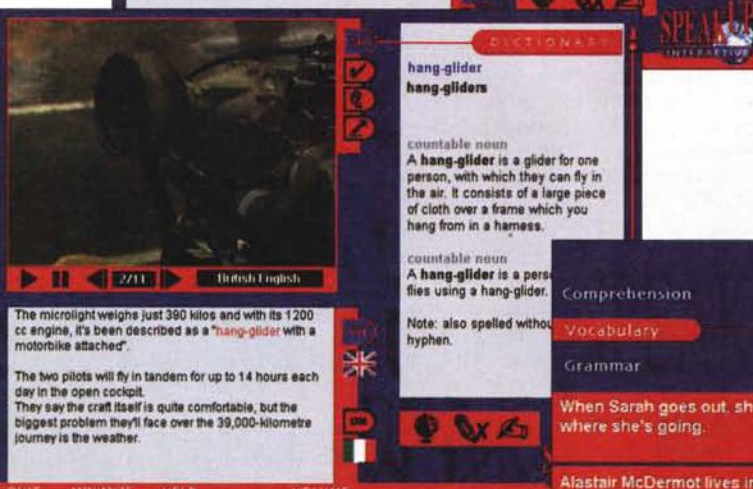 SPEAK UP
INTERACTIVE
DICTIONARY
hang-glider
hang-gliders
countable noun
A hang-glider is a glider for one
person, with which they can fly in
the air. It consists of a large piece
of cloth over a frame which you
hang from in a harness.
countable noun
A hang-glider is a
flies using a hang-glider.
Note: also spelled
hyphen.
2/11
British English
The microlight weighs just 390 kilos and with its 1200
cc engine, it's been described as a "hang-glider with a
motorbike attached".
The two pilots will fly in tandem for up to 14 hours each
day in the open cockpit.
They say the craft itself is quite comfortable, but the
biggest problem they'll face over the 39,000-kilometre
journey is the weather.
Comprehension
Vocabulary
Grammar
When Sarah goes out,
where she's going.
Alastair McDermot lives